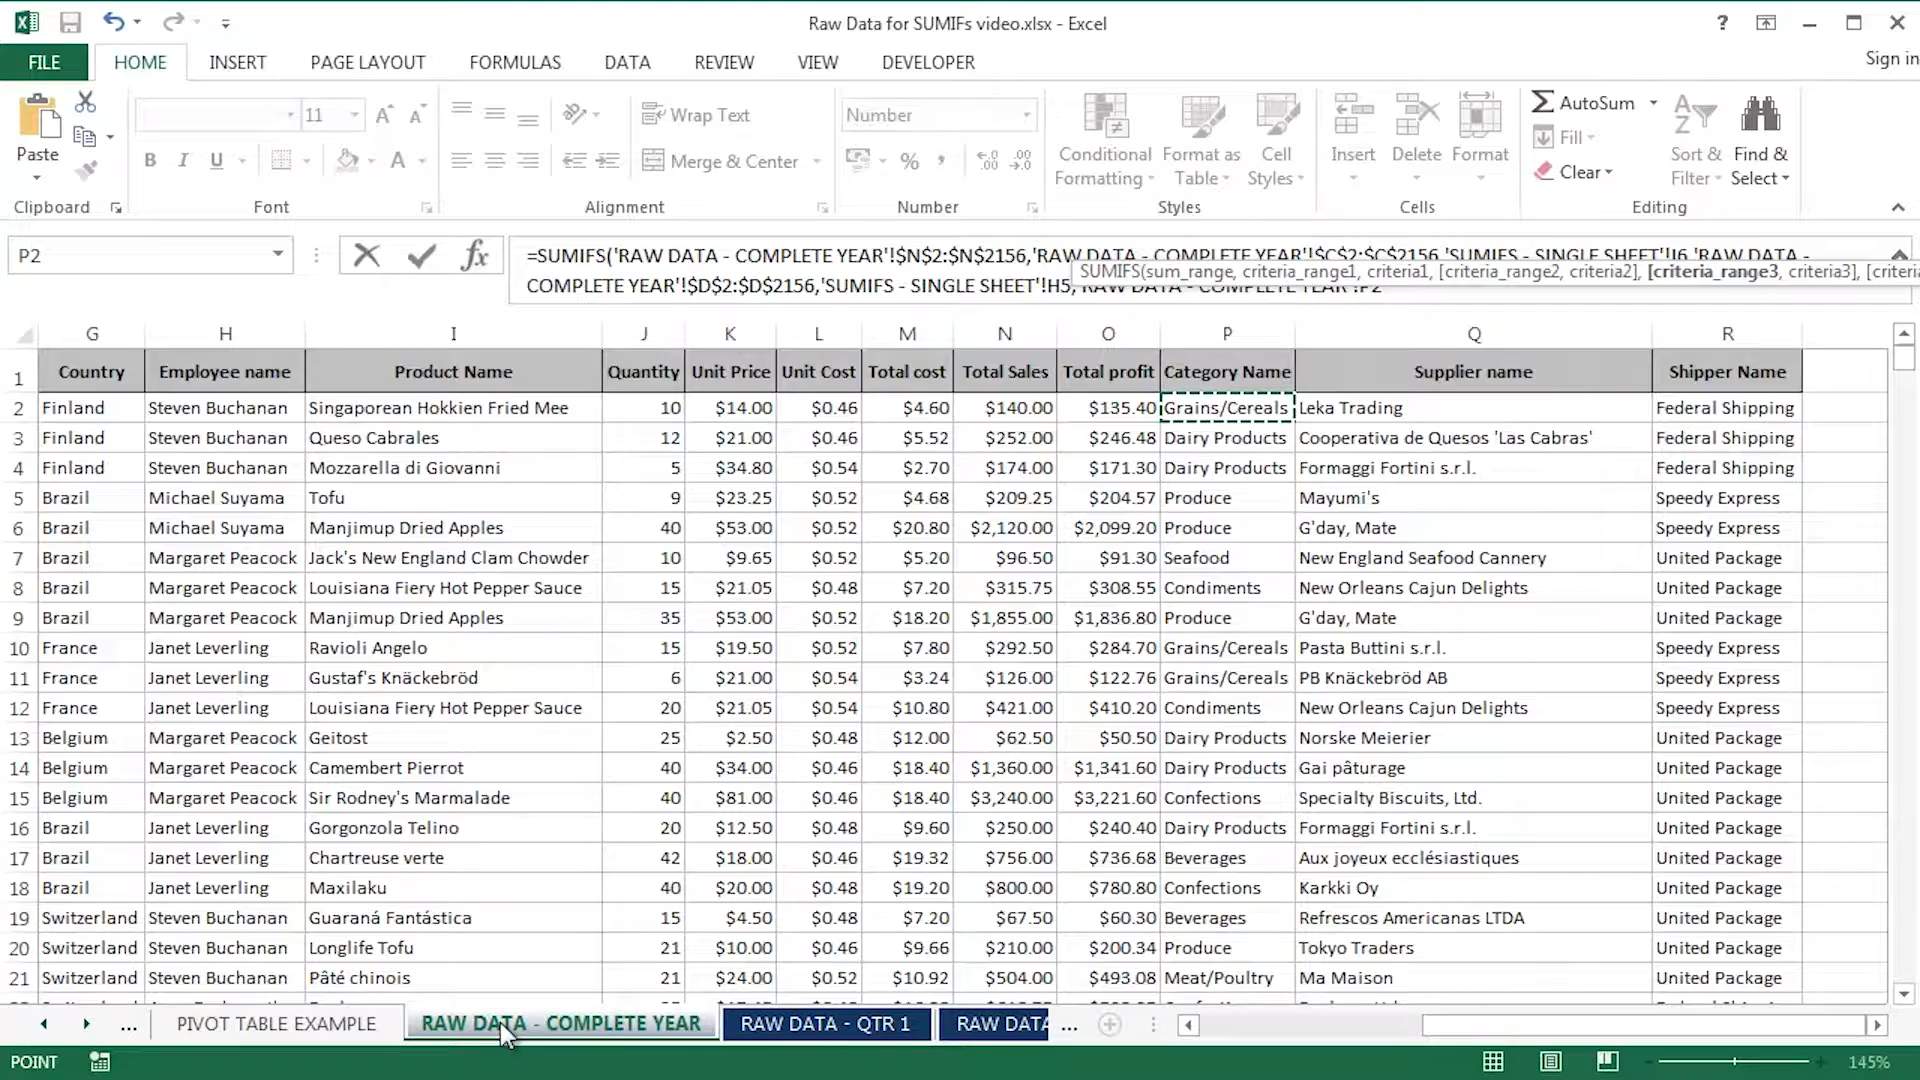 Raw Data for SUMIFs video.xlsx - Excel
?
FILE HOME INSERT PAGE LAYOUT FORMULAS DATA REVIEW VIEW DEVELOPER Sign in
Paste 11 A A Wrap Text Number Conditional Formatting Format as Table Cell Styles Insert Delete Format AutoSum Sort & Filter Find & Select
B I U A Merge & Center % , Fill
Clear
Clipboard Font Alignment Number Styles Cells Editing
P2 fx =SUMIFS('RAW DATA - COMPLETE YEAR'!$N$2:$N$2156,'RAW DATA - COMPLETE YEAR'!$C$2:$C$2156,'SUMIFS - SINGLE SHEET'!I6,'RAW DATA -
SUMIFS(sum_range, criteria_range1, criteria1, [criteria_range2, criteria2], [criteria_range3, criteria3], [criteria
COMPLETE YEAR'!$D$2:$D$2156,'SUMIFS - SINGLE SHEET'!H5,'RAW DATA - COMPLETE YEAR'!P2
G H I J K L M N O P Q R
1 Country Employee name Product Name Quantity Unit Price Unit Cost Total cost Total Sales Total profit Category Name Supplier name Shipper Name
2 Finland Steven Buchanan Singaporean Hokkien Fried Mee 10 $14.00 $0.46 $4.60 $140.00 $135.40 Grains/Cereals Leka Trading Federal Shipping
3 Finland Steven Buchanan Queso Cabrales 12 $21.00 $0.46 $5.52 $252.00 $246.48 Dairy Products Cooperativa de Quesos 'Las Cabras' Federal Shipping
4 Finland Steven Buchanan Mozzarella di Giovanni 5 $34.80 $0.54 $2.70 $174.00 $171.30 Dairy Products Formaggi Fortini s.r.l. Federal Shipping
5 Brazil Michael Suyama Tofu 9 $23.25 $0.52 $4.68 $209.25 $204.57 Produce Mayumi's Speedy Express
6 Brazil Michael Suyama Manjimup Dried Apples 40 $53.00 $0.52 $20.80 $2,120.00 $2,099.20 Produce G'day, Mate Speedy Express
7 Brazil Margaret Peacock Jack's New England Clam Chowder 10 $9.65 $0.52 $5.20 $96.50 $91.30 Seafood New England Seafood Cannery United Package
8 Brazil Margaret Peacock Louisiana Fiery Hot Pepper Sauce 15 $21.05 $0.48 $7.20 $315.75 $308.55 Condiments New Orleans Cajun Delights United Package
9 Brazil Margaret Peacock Manjimup Dried Apples 35 $53.00 $0.52 $18.20 $1,855.00 $1,836.80 Produce G'day, Mate United Package
10 France Janet Leverling Ravioli Angelo 15 $19.50 $0.52 $7.80 $292.50 $284.70 Grains/Cereals Pasta Buttini s.r.l. Speedy Express
11 France Janet Leverling Gustaf's Knäckebröd 6 $21.00 $0.54 $3.24 $126.00 $122.76 Grains/Cereals PB Knäckebröd AB Speedy Express
12 France Janet Leverling Louisiana Fiery Hot Pepper Sauce 20 $21.05 $0.54 $10.80 $421.00 $410.20 Condiments New Orleans Cajun Delights Speedy Express
13 Belgium Margaret Peacock Geitost 25 $2.50 $0.48 $12.00 $62.50 $50.50 Dairy Products Norske Meierier United Package
14 Belgium Margaret Peacock Camembert Pierrot 40 $34.00 $0.46 $18.40 $1,360.00 $1,341.60 Dairy Products Gai pâturage United Package
15 Belgium Margaret Peacock Sir Rodney's Marmalade 40 $81.00 $0.46 $18.40 $3,240.00 $3,221.60 Confections Specialty Biscuits, Ltd. United Package
16 Brazil Janet Leverling Gorgonzola Telino 20 $12.50 $0.48 $9.60 $250.00 $240.40 Dairy Products Formaggi Fortini s.r.l. United Package
17 Brazil Janet Leverling Chartreuse verte 42 $18.00 $0.46 $19.32 $756.00 $736.68 Beverages Aux joyeux ecclésiastiques United Package
18 Brazil Janet Leverling Maxilaku 40 $20.00 $0.48 $19.20 $800.00 $780.80 Confections Karkki Oy United Package
19 Switzerland Steven Buchanan Guaraná Fantástica 15 $4.50 $0.48 $7.20 $67.50 $60.30 Beverages Refrescos Americanas LTDA United Package
20 Switzerland Steven Buchanan Longlife Tofu 21 $10.00 $0.46 $9.66 $210.00 $200.34 Produce Tokyo Traders United Package
21 Switzerland Steven Buchanan Pâté chinois 21 $24.00 $0.52 $10.92 $504.00 $493.08 Meat/Poultry Ma Maison United Package
... PIVOT TABLE EXAMPLE RAW DATA - COMPLETE YEAR RAW DATA - QTR 1 RAW DATA ...
POINT 145%